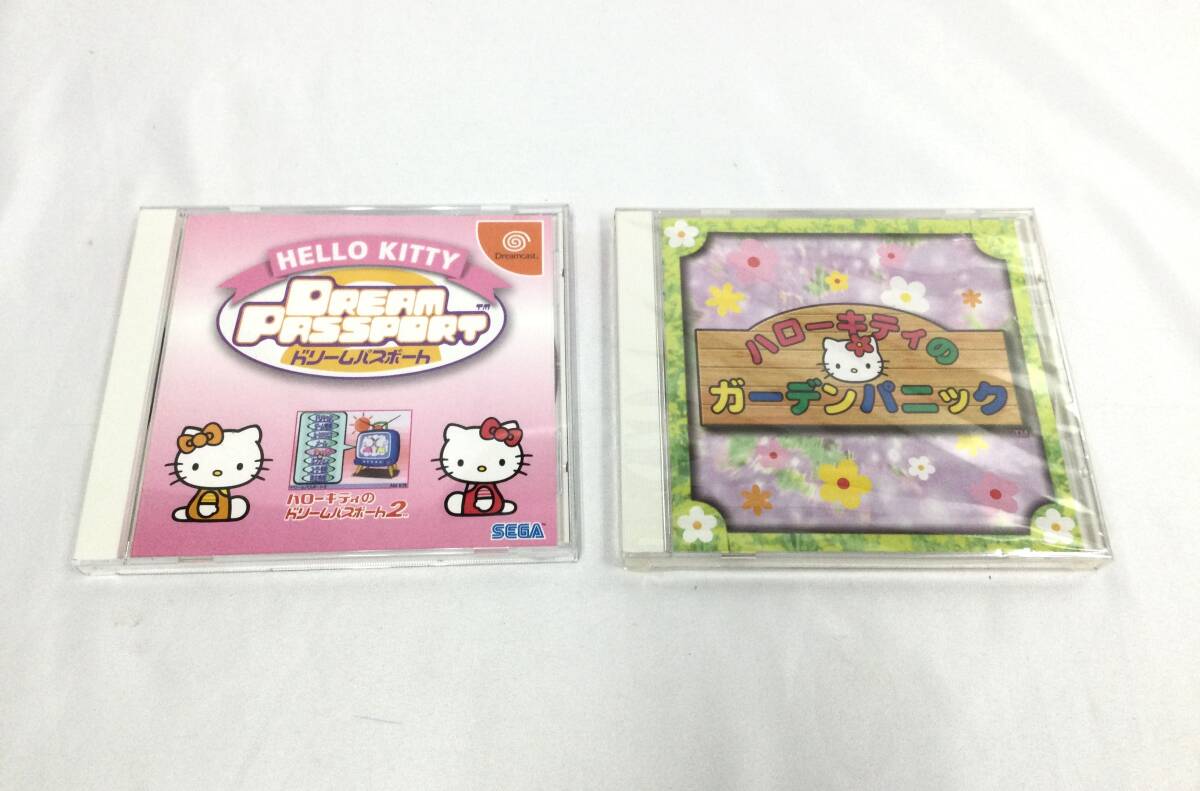 HELLO KITTY
Dreamcast
DREAM
PASSPORT
TM
ドリームパスポート
ハローキティの
ドリームパスポート2
SEGA
ハローキティの
ガーデンパニック
TM